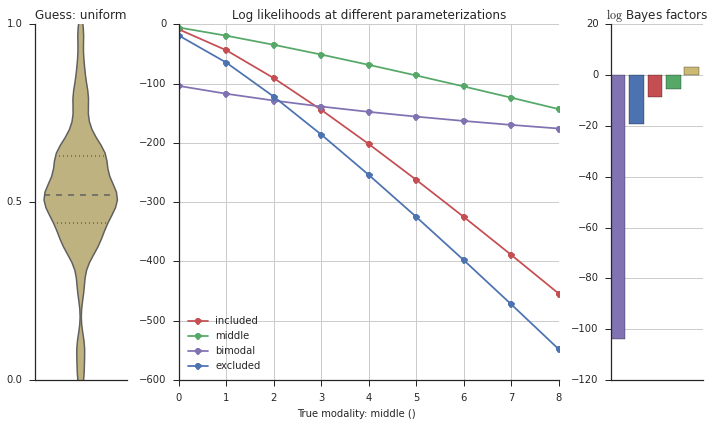 Guess: uniform
1.0
0.5
0.0
Log likelihoods at different parameterizations
0
−100
−200
−300
−400
−500
−600
included
middle
bimodal
excluded
0 1 2 3 4 5 6 7 8
True modality: middle ()
log Bayes factors
20
0
−20
−40
−60
−80
−100
−120